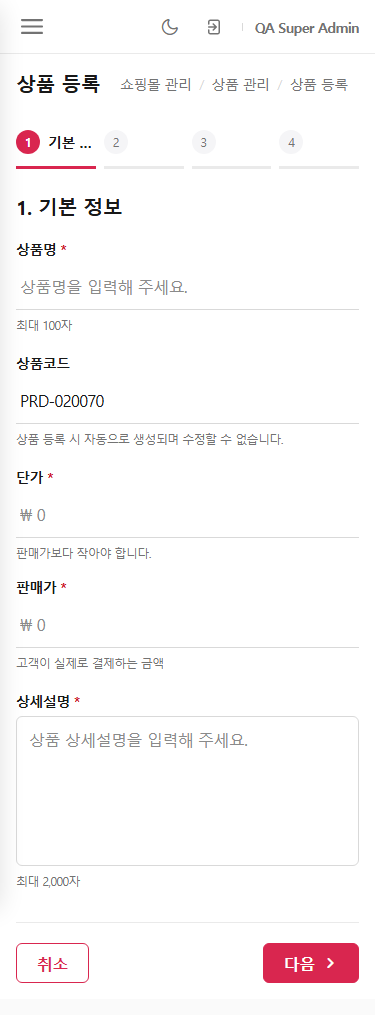 QA Super Admin
상품 등록 쇼핑몰 관리 / 상품 관리 / 상품 등록
1 기본 ... 2 3 4
1. 기본 정보
상품명 *
상품명을 입력해 주세요.
최대 100자
상품코드
PRD-020070
상품 등록 시 자동으로 생성되며 수정할 수 없습니다.
단가 *
₩ 0
판매가보다 작아야 합니다.
판매가 *
₩ 0
고객이 실제로 결제하는 금액
상세설명 *
상품 상세설명을 입력해 주세요.
최대 2,000자
취소 다음